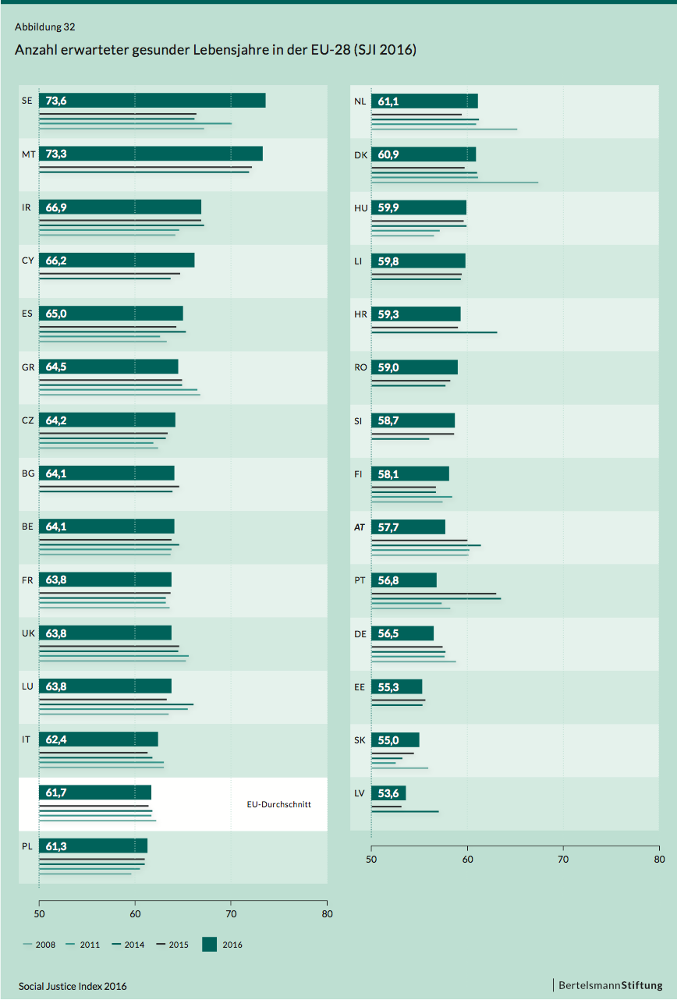 Abbildung 32
Anzahl erwarteter gesunder Lebensjahre in der EU-28 (SJI 2016)
SE 73,6
MT 73,3
IR 66,9
CY 66,2
ES 65,0
GR 64,5
CZ 64,2
BG 64,1
BE 64,1
FR 63,8
UK 63,8
LU 63,8
IT 62,4
61,7 EU-Durchschnitt
PL 61,3
50 60 70 80
NL 61,1
DK 60,9
HU 59,9
LI 59,8
HR 59,3
RO 59,0
SI 58,7
FI 58,1
AT 57,7
PT 56,8
DE 56,5
EE 55,3
SK 55,0
LV 53,6
50 60 70 80
2008 2011 2014 2015 2016
Social Justice Index 2016
BertelsmannStiftung